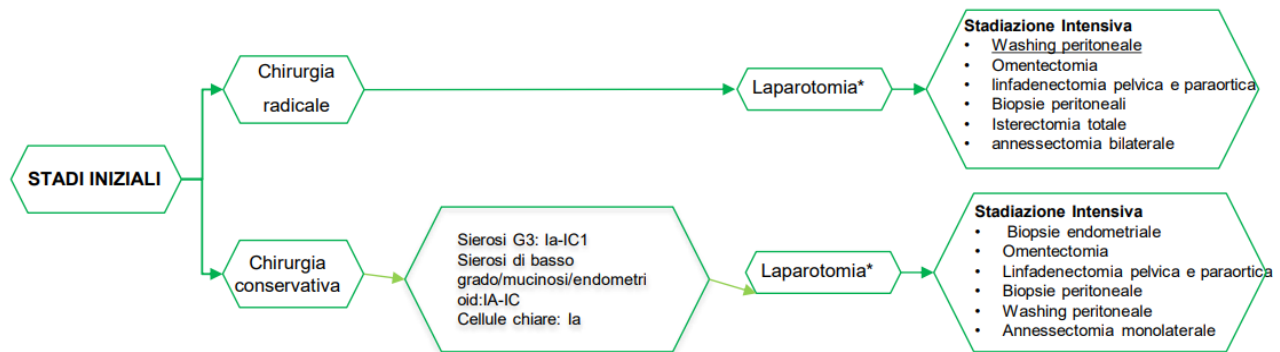 STADI INIZIALI
Chirurgia
radicale
Laparotomia*
Stadiazione Intensiva
• Washing peritoneale
• Omentectomia
• linfadenectomia pelvica e paraortica
• Biopsie peritoneali
• Isterectomia totale
• annessectomia bilaterale
Chirurgia
conservativa
Sierosi G3: Ia-IC1
Sierosi di basso
grado/mucinosi/endometri
oid:IA-IC
Cellule chiare: Ia
Laparotomia*
Stadiazione Intensiva
• Biopsie endometriale
• Omentectomia
• Linfadenectomia pelvica e paraortica
• Biopsie peritoneale
• Washing peritoneale
• Annessectomia monolaterale